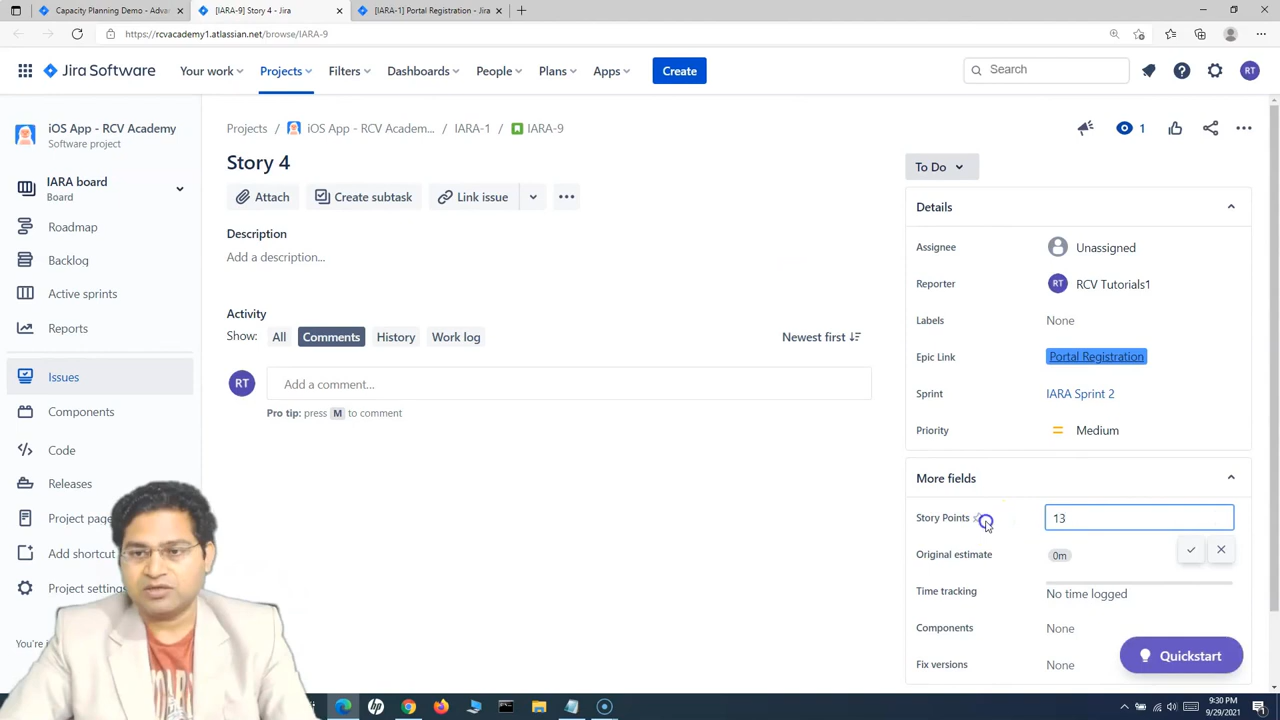 Capacity Planning Demo - Advan
[IARA-9] Story 4 - Jira
[IARA-1] Portal Registration - Jira
https://rcvacademy1.atlassian.net/browse/IARA-9
Jira Software
Your work
Projects
Filters
Dashboards
People
Plans
Apps
Create
Search
RT
iOS App - RCV Academy
Software project
IARA board
Board
Roadmap
Backlog
Active sprints
Reports
Issues
Components
Code
Releases
Project page
Add shortcut
Project settings
You're i
Projects / iOS App - RCV Academ... / IARA-1 / IARA-9
1
Story 4
Attach
Create subtask
Link issue
Description
Add a description...
Activity
Show:
All
Comments
History
Work log
Newest first
RT
Add a comment...
Pro tip: press M to comment
To Do
Details
Assignee
Unassigned
Reporter
RT
RCV Tutorials1
Labels
None
Epic Link
Portal Registration
Sprint
IARA Sprint 2
Priority
Medium
More fields
Story Points
13
Original estimate
0m
Time tracking
No time logged
Components
None
Fix versions
None
Quickstart
hp
9:30 PM
9/29/2021